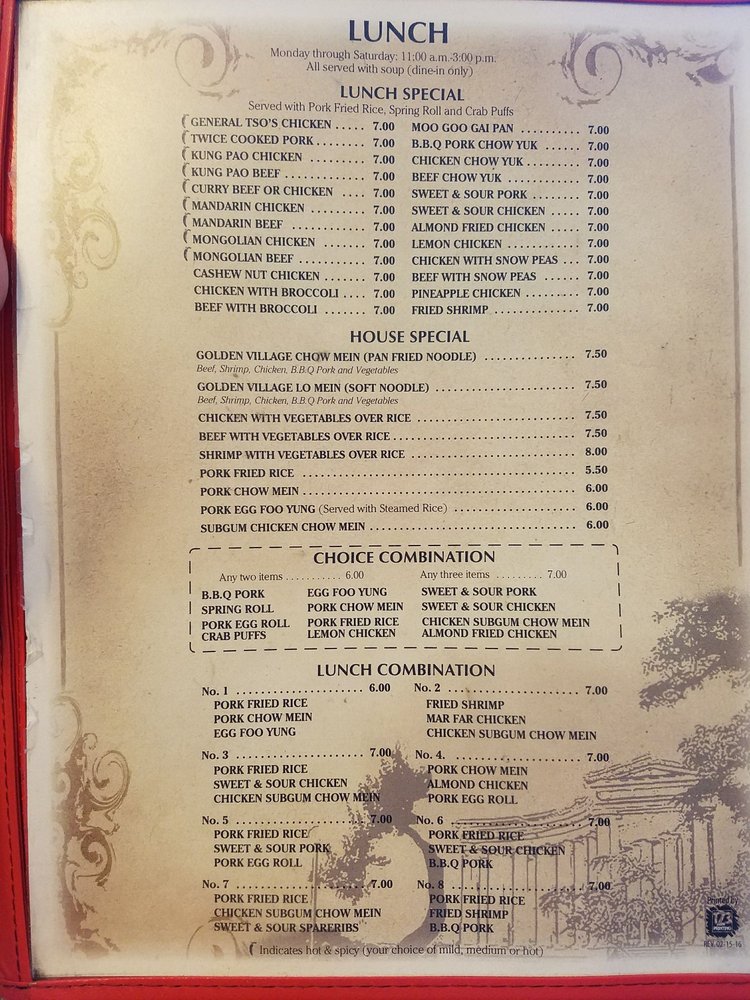 LUNCH
Monday through Saturday: 11:00 a.m.-3:00 p.m.
All served with soup (dine-in only)
LUNCH SPECIAL
Served with Pork Fried Rice, Spring Roll and Crab Puffs
GENERAL TSO'S CHICKEN ..... 7.00
TWICE COOKED PORK ....... 7.00
KUNG PAO CHICKEN ......... 7.00
KUNG PAO BEEF ............. 7.00
CURRY BEEF OR CHICKEN .... 7.00
MANDARIN CHICKEN ......... 7.00
MANDARIN BEEF ............ 7.00
MONGOLIAN CHICKEN ....... 7.00
MONGOLIAN BEEF ........... 7.00
CASHEW NUT CHICKEN ....... 7.00
CHICKEN WITH BROCCOLI .... 7.00
BEEF WITH BROCCOLI ........ 7.00
MOO GOO GAI PAN .......... 7.00
B.B.Q PORK CHOW YUK ...... 7.00
CHICKEN CHOW YUK ......... 7.00
BEEF CHOW YUK ............ 7.00
SWEET & SOUR PORK ........ 7.00
SWEET & SOUR CHICKEN ..... 7.00
ALMOND FRIED CHICKEN ..... 7.00
LEMON CHICKEN ............ 7.00
CHICKEN WITH SNOW PEAS ... 7.00
BEEF WITH SNOW PEAS ...... 7.00
PINEAPPLE CHICKEN ......... 7.00
FRIED SHRIMP .............. 7.00
HOUSE SPECIAL
GOLDEN VILLAGE CHOW MEIN (PAN FRIED NOODLE) ................ 7.50
Beef, Shrimp, Chicken, B.B.Q Pork and Vegetables
GOLDEN VILLAGE LO MEIN (SOFT NOODLE) ........................ 7.50
Beef, Shrimp, Chicken, B.B.Q Pork and Vegetables
CHICKEN WITH VEGETABLES OVER RICE ........................... 7.50
BEEF WITH VEGETABLES OVER RICE ............................... 7.50
SHRIMP WITH VEGETABLES OVER RICE ............................ 8.00
PORK FRIED RICE .............................................. 5.50
PORK CHOW MEIN .............................................. 6.00
PORK EGG FOO YUNG (Served with Steamed Rice) ..................... 6.00
SUBGUM CHICKEN CHOW MEIN .................................... 6.00
CHOICE COMBINATION
Any two items ........... 6.00 Any three items ......... 7.00
B.B.Q PORK EGG FOO YUNG SWEET & SOUR PORK
SPRING ROLL PORK CHOW MEIN SWEET & SOUR CHICKEN
PORK EGG ROLL PORK FRIED RICE CHICKEN SUBGUM CHOW MEIN
CRAB PUFFS LEMON CHICKEN ALMOND FRIED CHICKEN
LUNCH COMBINATION
No. 1 ...................... 6.00
PORK FRIED RICE
PORK CHOW MEIN
EGG FOO YUNG
No. 2 ...................... 7.00
FRIED SHRIMP
MAR FAR CHICKEN
CHICKEN SUBGUM CHOW MEIN
No. 3 ...................... 7.00
PORK FRIED RICE
SWEET & SOUR CHICKEN
CHICKEN SUBGUM CHOW MEIN
No. 4. ...................... 7.00
PORK CHOW MEIN
ALMOND CHICKEN
PORK EGG ROLL
No. 5 ...................... 7.00
PORK FRIED RICE
SWEET & SOUR PORK
PORK EGG ROLL
No. 6 ...................... 7.00
PORK FRIED RICE
SWEET & SOUR CHICKEN
B.B.Q PORK
No. 7 ...................... 7.00
PORK FRIED RICE
CHICKEN SUBGUM CHOW MEIN
SWEET & SOUR SPARERIBS
No. 8 ...................... 7.00
PORK FRIED RICE
FRIED SHRIMP
B.B.Q PORK
Indicates hot & spicy (your choice of mild, medium or hot)
Printed by
123
PRINTING
REV. 02-15-16